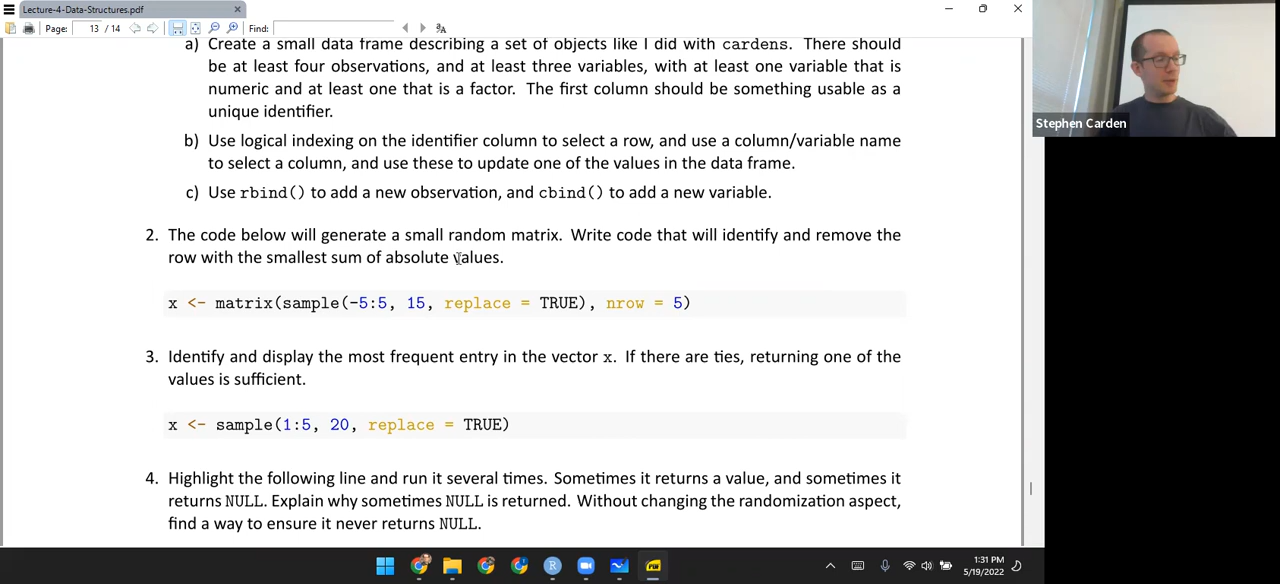 Lecture-4-Data-Structures.pdf
Page: 13 / 14 Find:
a) Create a small data frame describing a set of objects like I did with cardens. There should
be at least four observations, and at least three variables, with at least one variable that is
numeric and at least one that is a factor. The first column should be something usable as a
unique identifier.
b) Use logical indexing on the identifier column to select a row, and use a column/variable name
to select a column, and use these to update one of the values in the data frame.
c) Use rbind() to add a new observation, and cbind() to add a new variable.
2. The code below will generate a small random matrix. Write code that will identify and remove the
row with the smallest sum of absolute values.
x <- matrix(sample(-5:5, 15, replace = TRUE), nrow = 5)
3. Identify and display the most frequent entry in the vector x. If there are ties, returning one of the
values is sufficient.
x <- sample(1:5, 20, replace = TRUE)
4. Highlight the following line and run it several times. Sometimes it returns a value, and sometimes it
returns NULL. Explain why sometimes NULL is returned. Without changing the randomization aspect,
find a way to ensure it never returns NULL.
Stephen Carden
1:31 PM
5/19/2022